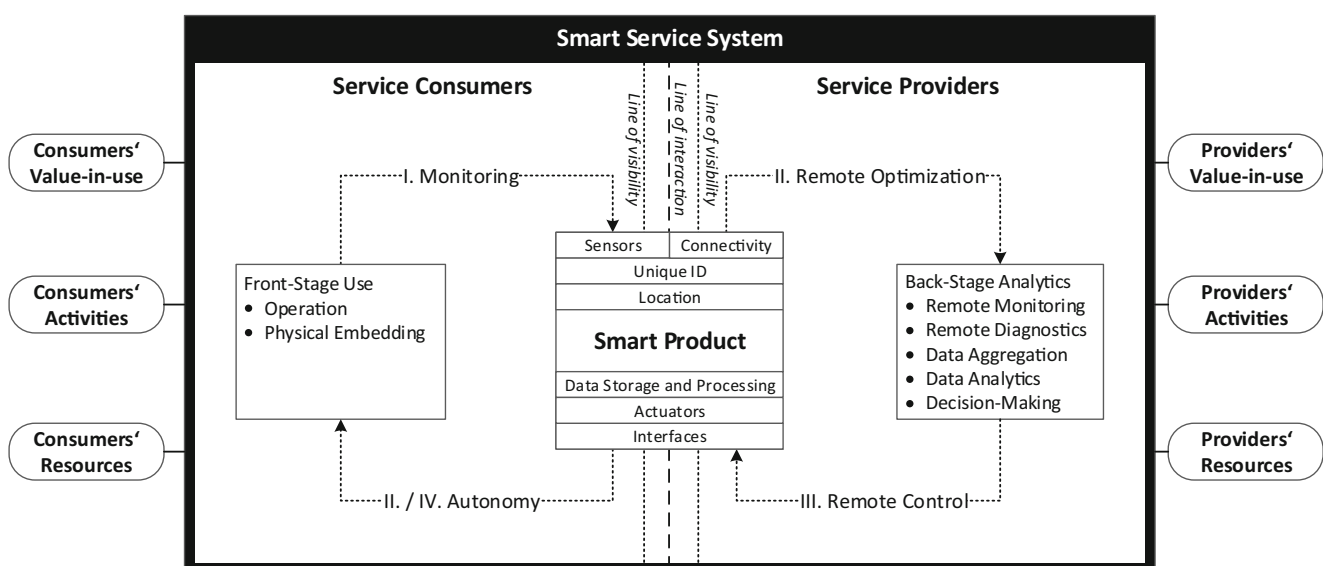 Smart Service System
Service Consumers
Service Providers
Line of visibility
Line of interaction
Line of visibility
Consumers‘
Value-in-use
Consumers‘
Activities
Consumers‘
Resources
I. Monitoring
II. Remote Optimization
Front-Stage Use
• Operation
• Physical Embedding
Sensors
Connectivity
Unique ID
Location
Smart Product
Data Storage and Processing
Actuators
Interfaces
Back-Stage Analytics
• Remote Monitoring
• Remote Diagnostics
• Data Aggregation
• Data Analytics
• Decision-Making
II. / IV. Autonomy
III. Remote Control
Providers‘
Value-in-use
Providers‘
Activities
Providers‘
Resources